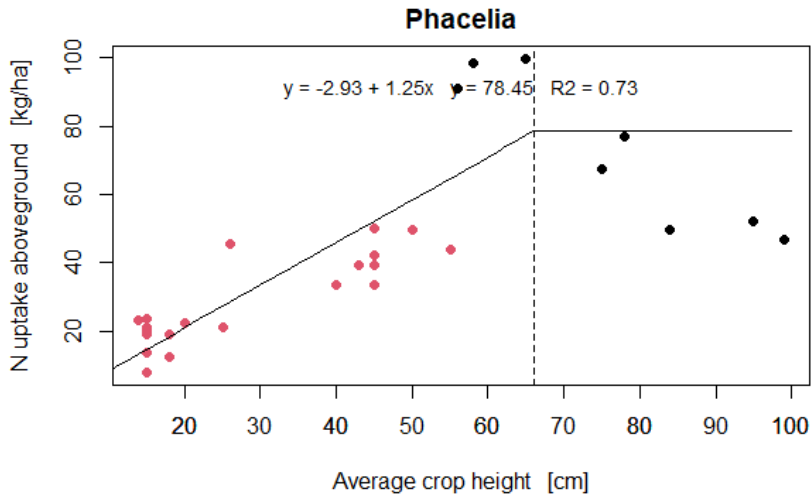 Phacelia
y = -2.93 + 1.25x y = 78.45 R2 = 0.73
N uptake aboveground [kg/ha]
100
80
60
40
20
20 30 40 50 60 70 80 90 100
Average crop height [cm]